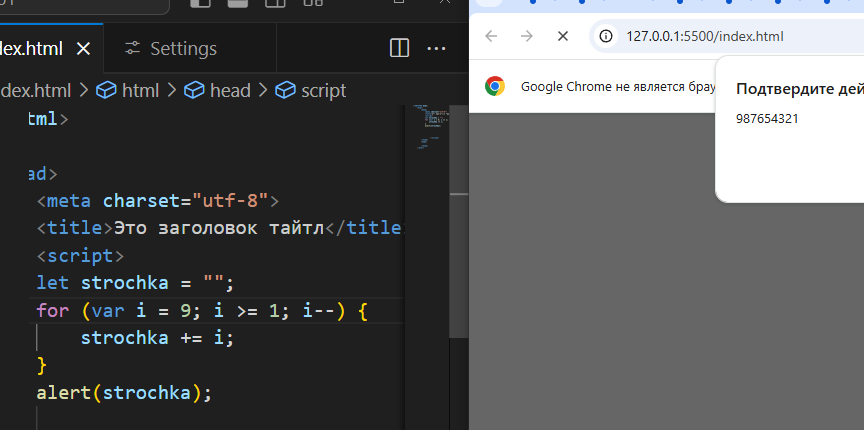 ex.html
Settings
dex.html > html > head > script
tml>
ad>
<meta charset="utf-8">
<title>Это заголовок тайтл</title
<script>
let strochka = "";
for (var i = 9; i >= 1; i--) {
strochka += i;
}
alert(strochka);
127.0.0.1:5500/index.html
Google Chrome не является брау
Подтвердите дей
987654321